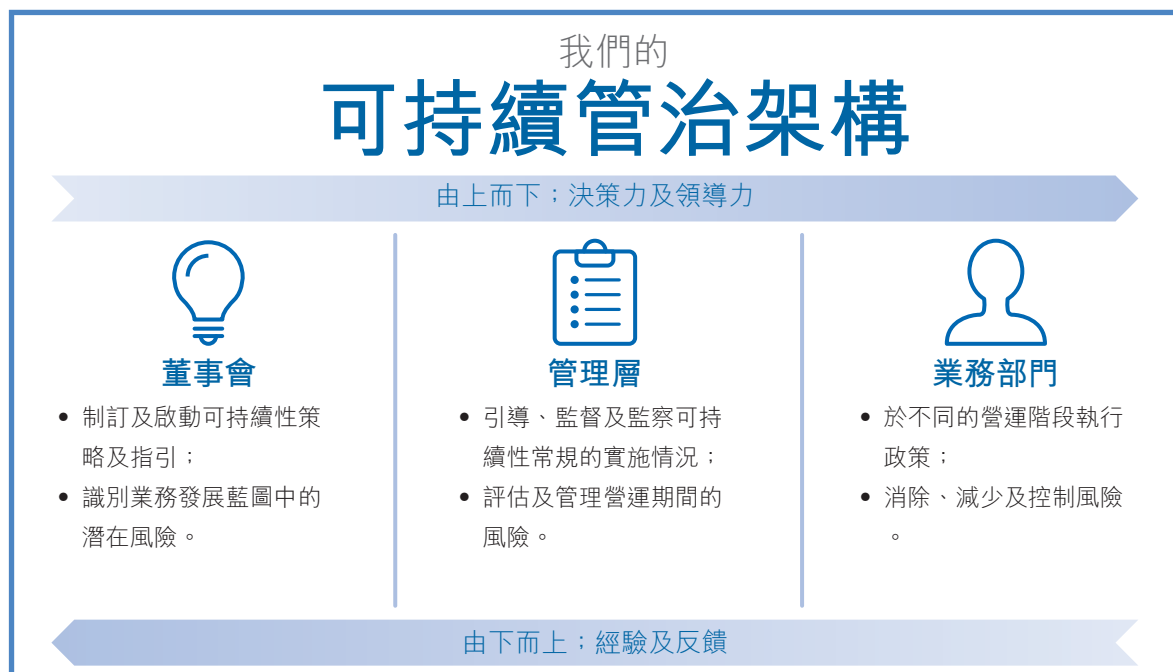 我們的
可持續管治架構
由上而下；決策力及領導力
董事會
• 制訂及啟動可持續性策
略及指引；
• 識別業務發展藍圖中的
潛在風險。
管理層
• 引導、監督及監察可持
續性常規的實施情況；
• 評估及管理營運期間的
風險。
業務部門
• 於不同的營運階段執行
政策；
• 消除、減少及控制風險
。
由下而上；經驗及反饋